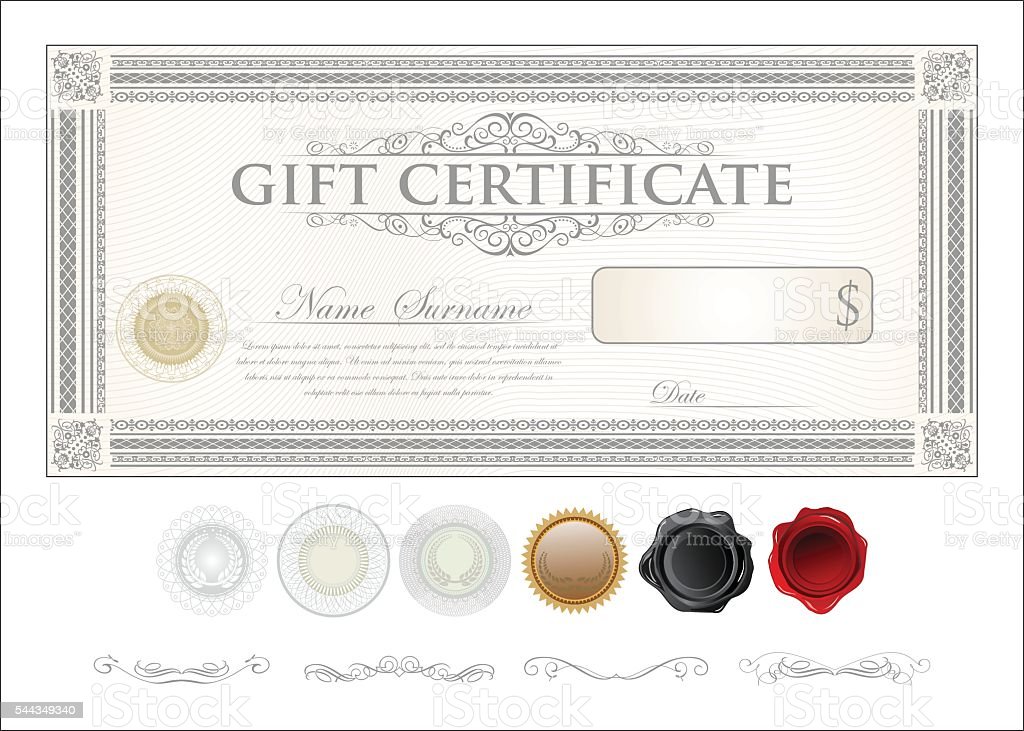 GIFT CERTIFICATE
Name Surname
$
Lorem ipsum dolor sit amet, consectetur adipisicing elit, sed do eiusmod tempor incididunt ut
labore et dolore magna aliqua. Ut enim ad minim veniam, quis nostrud exercitation ullamco
laboris nisi ut aliquip ex ea commodo consequat. Duis aute irure dolor in reprehenderit in
voluptate velit esse cillum dolore eu fugiat nulla pariatur.
Date
iStock
by Getty Images™
544349340